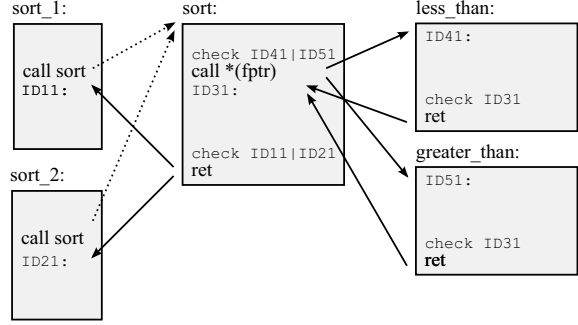 sort_1:
call sort
ID11:
sort_2:
call sort
ID21:
sort:
check ID41|ID51
call *(fptr)
ID31:
check ID11|ID21
ret
less_than:
ID41:
check ID31
ret
greater_than:
ID51:
check ID31
ret